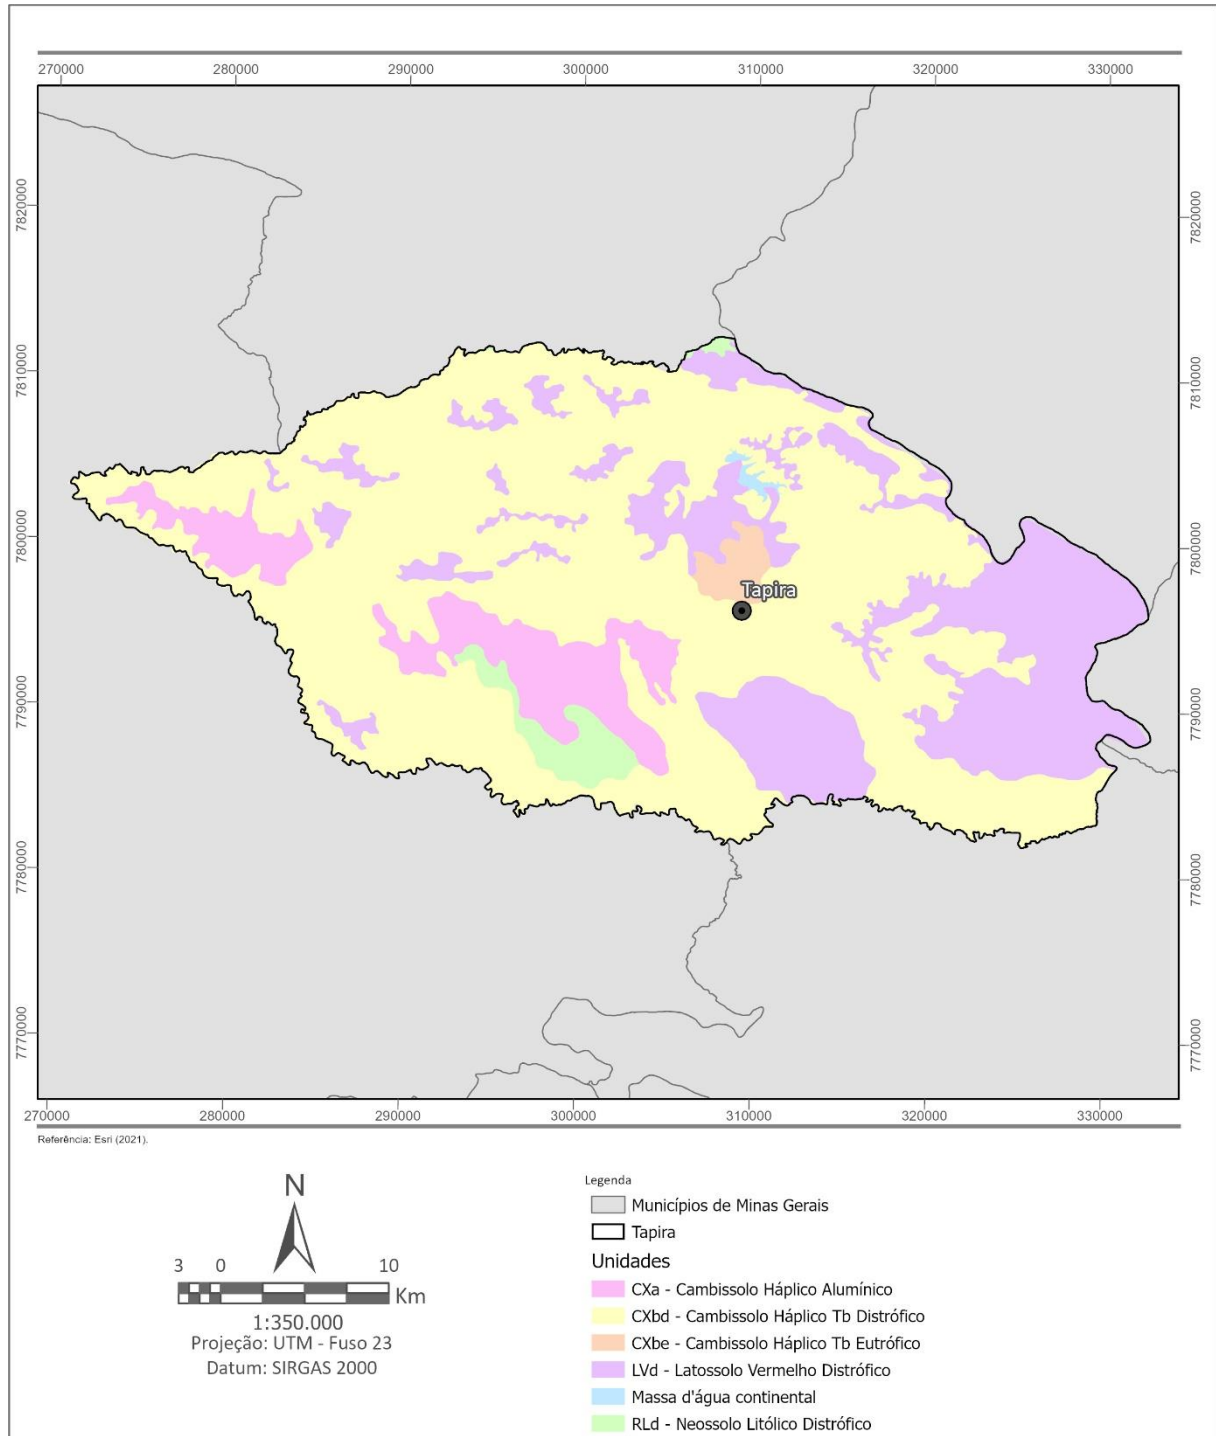 270000 280000 290000 300000 310000 320000 330000
7820000
7820000
7810000
7810000
7800000
7800000
Tapira
7790000
7790000
7780000
7780000
7770000
7770000
270000 280000 290000 300000 310000 320000 330000
Referência: Esri (2021).
N
3 0 10
Km
1:350.000
Projeção: UTM - Fuso 23
Datum: SIRGAS 2000
Legenda
Municípios de Minas Gerais
Tapira
Unidades
CXa - Cambissolo Háplico Alumínico
CXbd - Cambissolo Háplico Tb Distrófico
CXbe - Cambissolo Háplico Tb Eutrófico
LVd - Latossolo Vermelho Distrófico
Massa d'água continental
RLd - Neossolo Litólico Distrófico